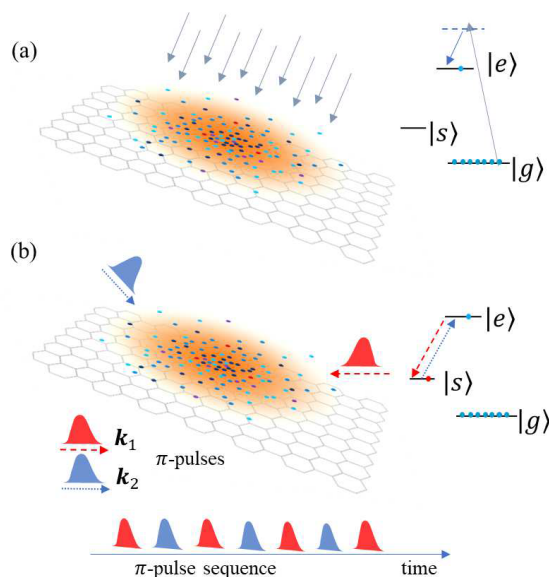 (a)
|e⟩
|s⟩
|g⟩
(b)
|e⟩
|s⟩
|g⟩
k₁
k₂
π-pulses
π-pulse sequence time